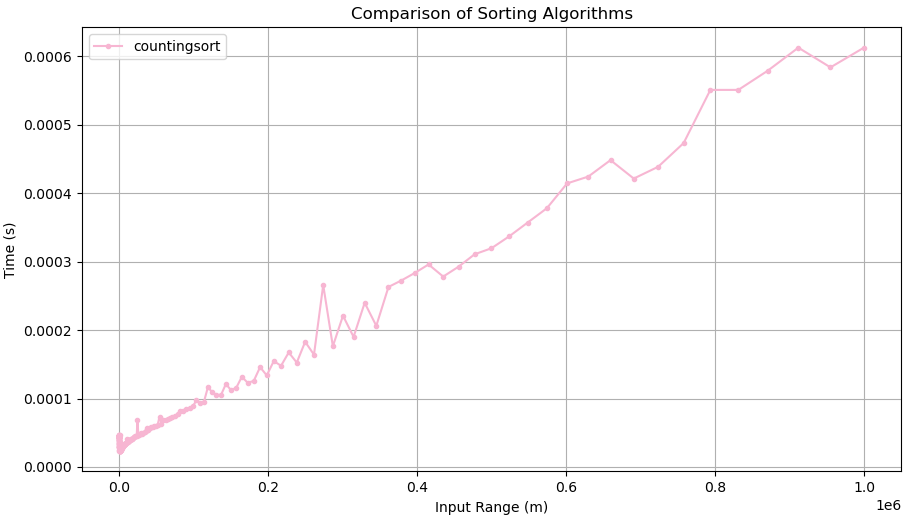 Comparison of Sorting Algorithms
countingsort
Time (s)
0.0006
0.0005
0.0004
0.0003
0.0002
0.0001
0.0000
0.0 0.2 0.4 0.6 0.8 1.0
1e6
Input Range (m)